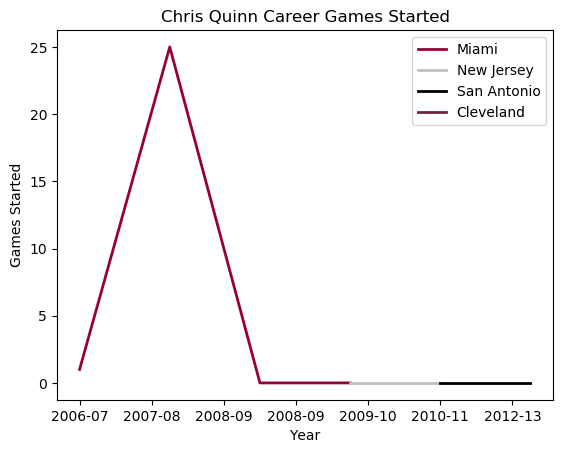 Chris Quinn Career Games Started
Miami
New Jersey
San Antonio
Cleveland
25
20
15
10
5
0
Games Started
2006-07 2007-08 2008-09 2008-09 2009-10 2010-11 2012-13
Year